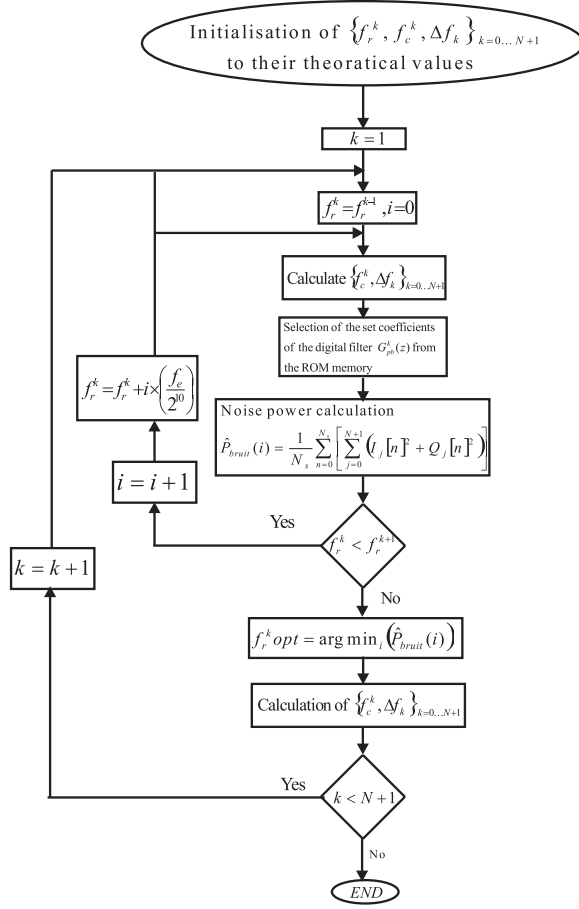 Initialisation of {f_r^k, f_c^k, Δf_k}_{k=0...N+1}
to their theoratical values
k = 1
f_r^k = f_r^{k-1}, i=0
Calculate {f_c^k, Δf_k}_{k=0...N+1}
Selection of the set coefficients
of the digital filter G_{pb}^k(z) from
the ROM memory
f_r^k = f_r^k + i×(f_e/2^{10})
Noise power calculation
P̂_{bruit}(i) = 1/N_s ∑_{n=0}^{N_s} [∑_{j=0}^{N+1} (I_j[n]^2 + Q_j[n]^2)]
i = i + 1
Yes
f_r^k < f_r^{k+1}
k = k + 1
No
f_r^k opt = arg min_i (P̂_{bruit}(i))
Calculation of {f_c^k, Δf_k}_{k=0...N+1}
Yes
k < N + 1
No
END